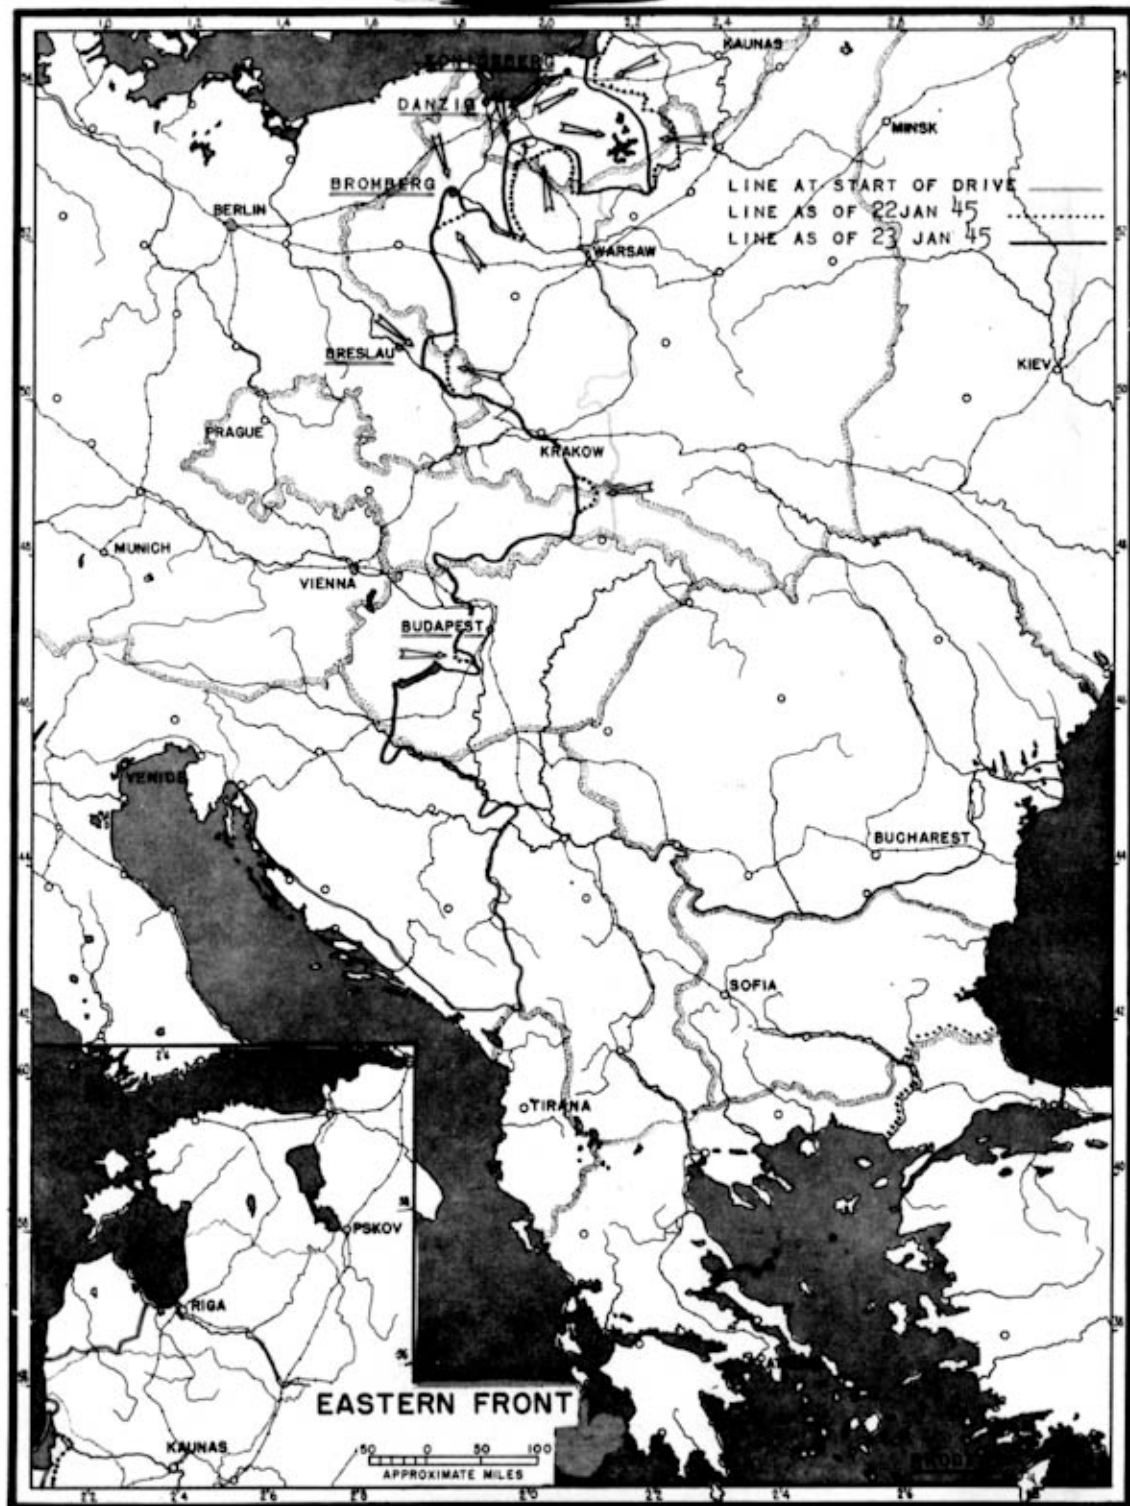 KAUNAS
KONIGSBERG
DANZIG
MINSK
BROMBERG
LINE AT START OF DRIVE
LINE AS OF 22 JAN 45
LINE AS OF 23 JAN 45
BERLIN
WARSAW
BRESLAU
KIEV
PRAGUE
KRAKOW
MUNICH
VIENNA
BUDAPEST
VENICE
BUCHAREST
SOFIA
TIRANA
PSKOV
RIGA
KAUNAS
EASTERN FRONT
50 0 50 100
APPROXIMATE MILES